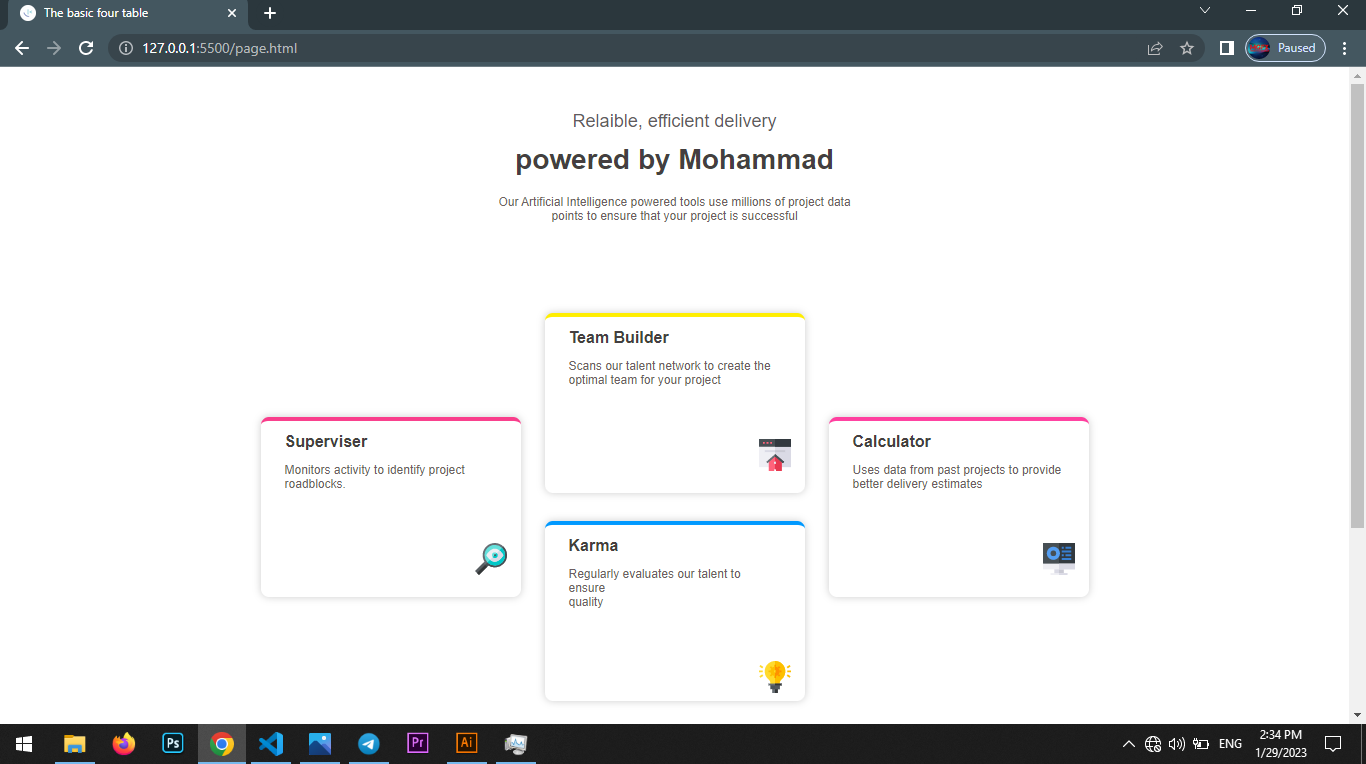 The basic four table
127.0.0.1:5500/page.html
Paused
Relaible, efficient delivery
powered by Mohammad
Our Artificial Intelligence powered tools use millions of project data
points to ensure that your project is successful
Team Builder
Scans our talent network to create the
optimal team for your project
Superviser
Monitors activity to identify project
roadblocks.
Calculator
Uses data from past projects to provide
better delivery estimates
Karma
Regularly evaluates our talent to
ensure
quality
Ps
Pr
Ai
ENG
2:34 PM
1/29/2023